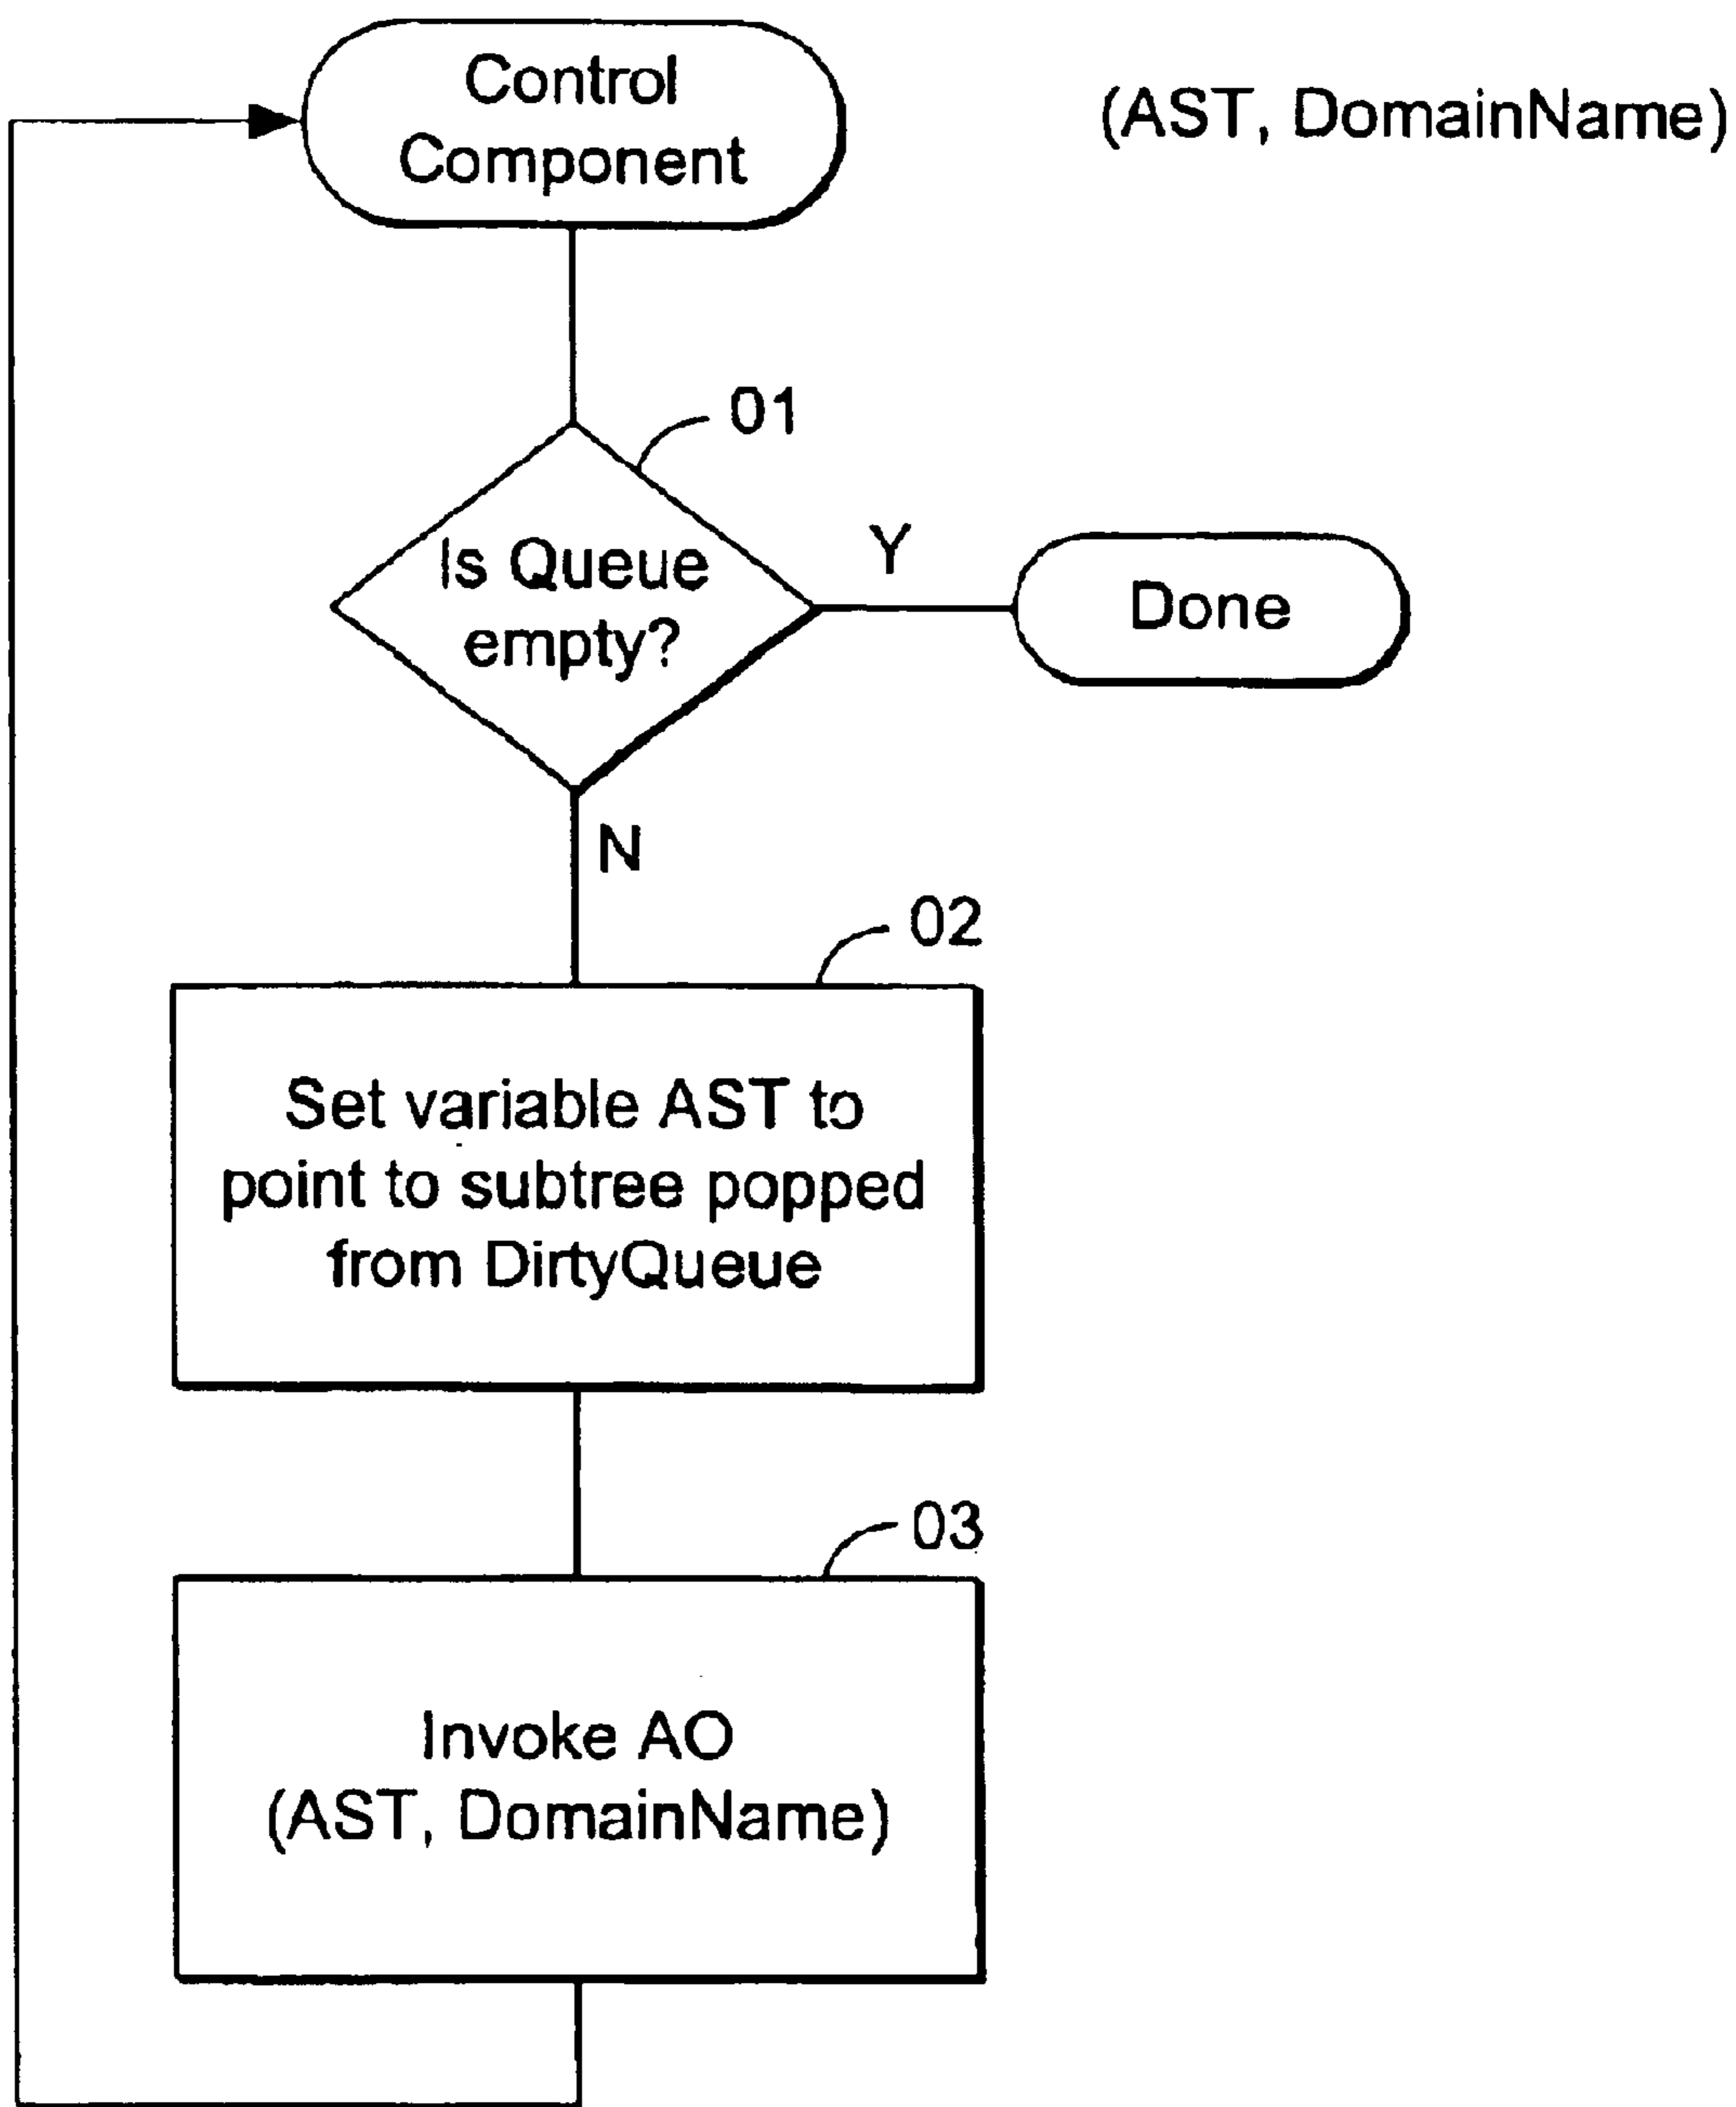 Control
Component
(AST, DomainName)
01
Is Queue
empty?
Y
Done
N
02
Set variable AST to
point to subtree popped
from DirtyQueue
03
Invoke AO
(AST, DomainName)